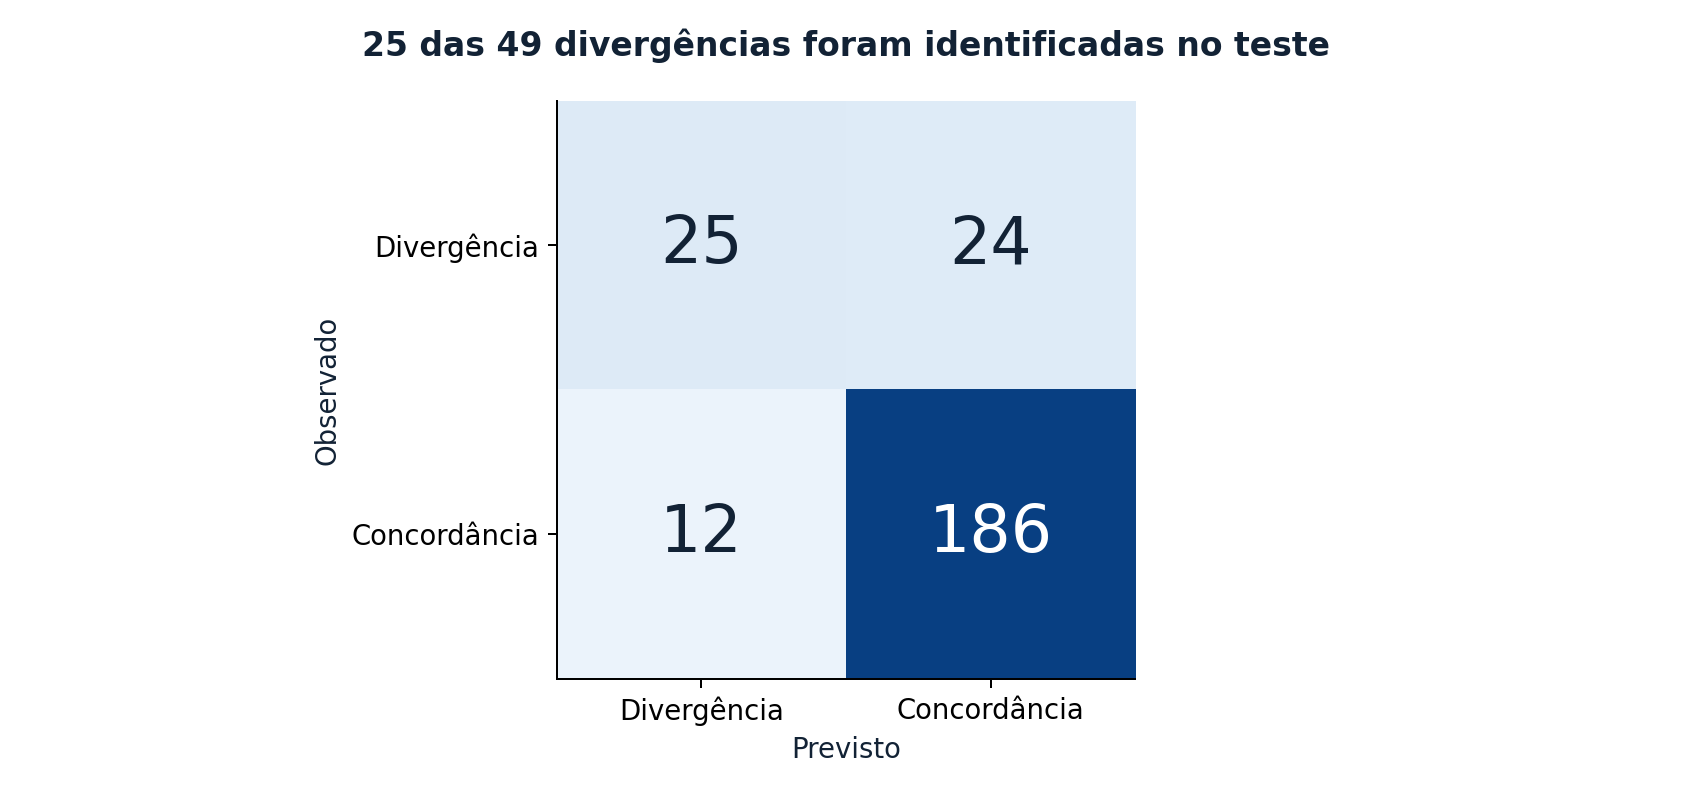 25 das 49 divergências foram identificadas no teste
Divergência
25
24
Observado
Concordância
12
186
Divergência
Concordância
Previsto